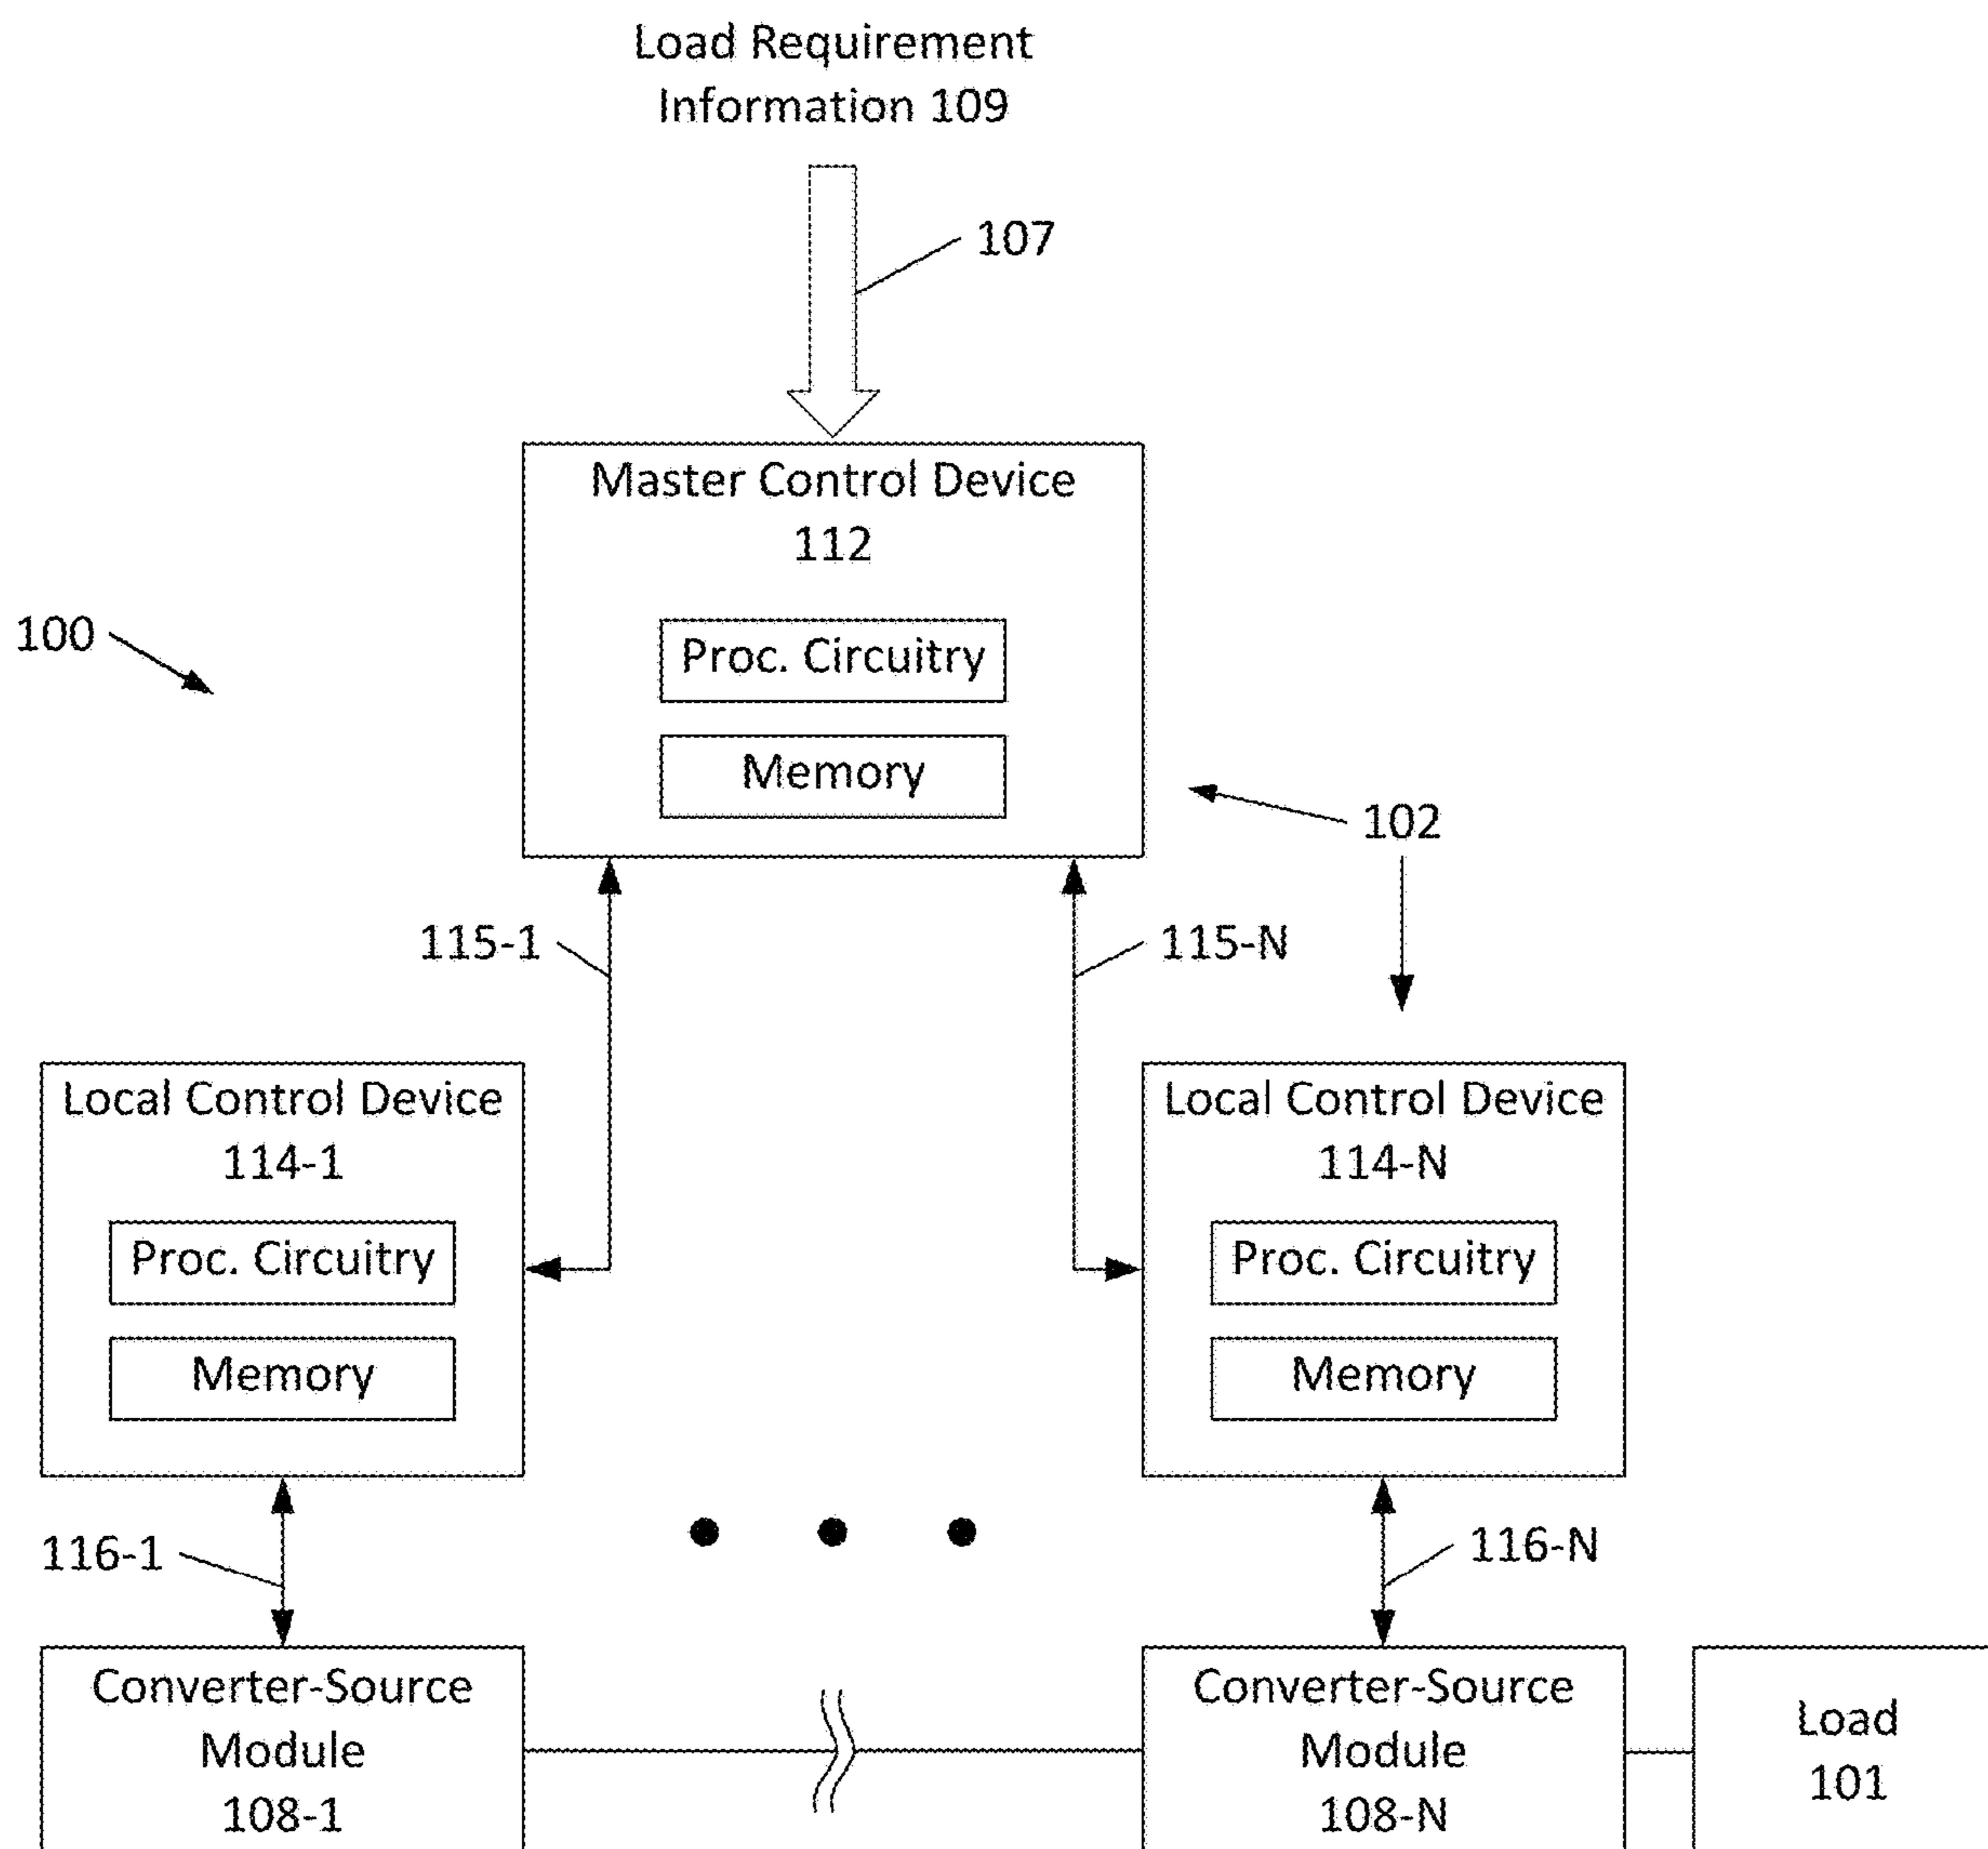 Load Requirement
Information 109
107
Master Control Device
112
100
Proc. Circuitry
Memory
102
115-1
115-N
Local Control Device
114-1
Proc. Circuitry
Memory
Local Control Device
114-N
Proc. Circuitry
Memory
116-1
116-N
Converter-Source
Module
108-1
Converter-Source
Module
108-N
Load
101